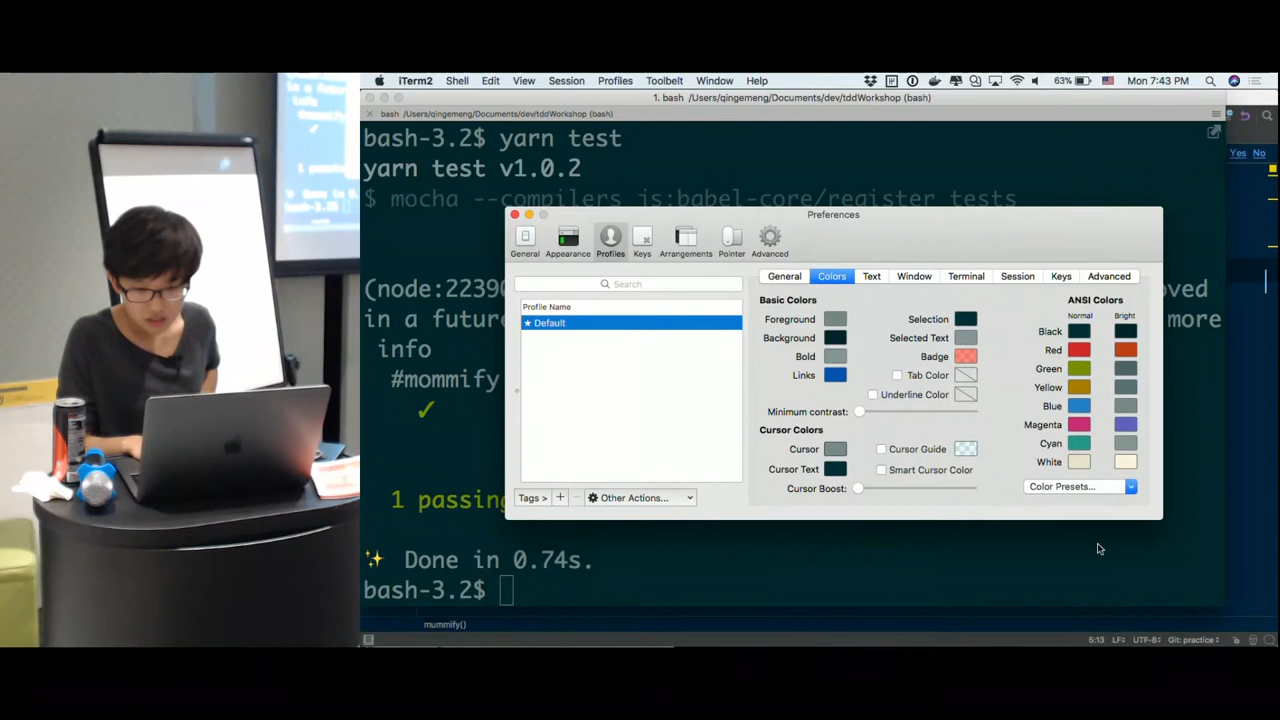 iTerm2 Shell Edit View Session Profiles Toolbelt Window Help 63% Mon 7:43 PM
1. bash /Users/qingemeng/Documents/dev/tddWorkshop (bash)
bash /Users/qingemeng/Documents/dev/tddWorkshop (bash)
bash-3.2$ yarn test
yarn test v1.0.2
$ mocha --compilers js:babel-core/register tests
Yes No
Preferences
General Appearance Profiles Keys Arrangements Pointer Advanced
Search
Profile Name
★ Default
Tags > + Other Actions...
General Colors Text Window Terminal Session Keys Advanced
Basic Colors
Foreground
Background
Bold
Links
Selection
Selected Text
Badge
Tab Color
Underline Color
Minimum contrast:
Cursor Colors
Cursor
Cursor Text
Cursor Boost:
Cursor Guide
Smart Cursor Color
ANSI Colors
Normal Bright
Black
Red
Green
Yellow
Blue
Magenta
Cyan
White
Color Presets...
(node:2239
oved
in a future
more
info
#mommify
✓
1 passing
✨ Done in 0.74s.
bash-3.2$
mummify()
5:13 LF UTF-8 Git: practice
in a future
info
✓
1 passing